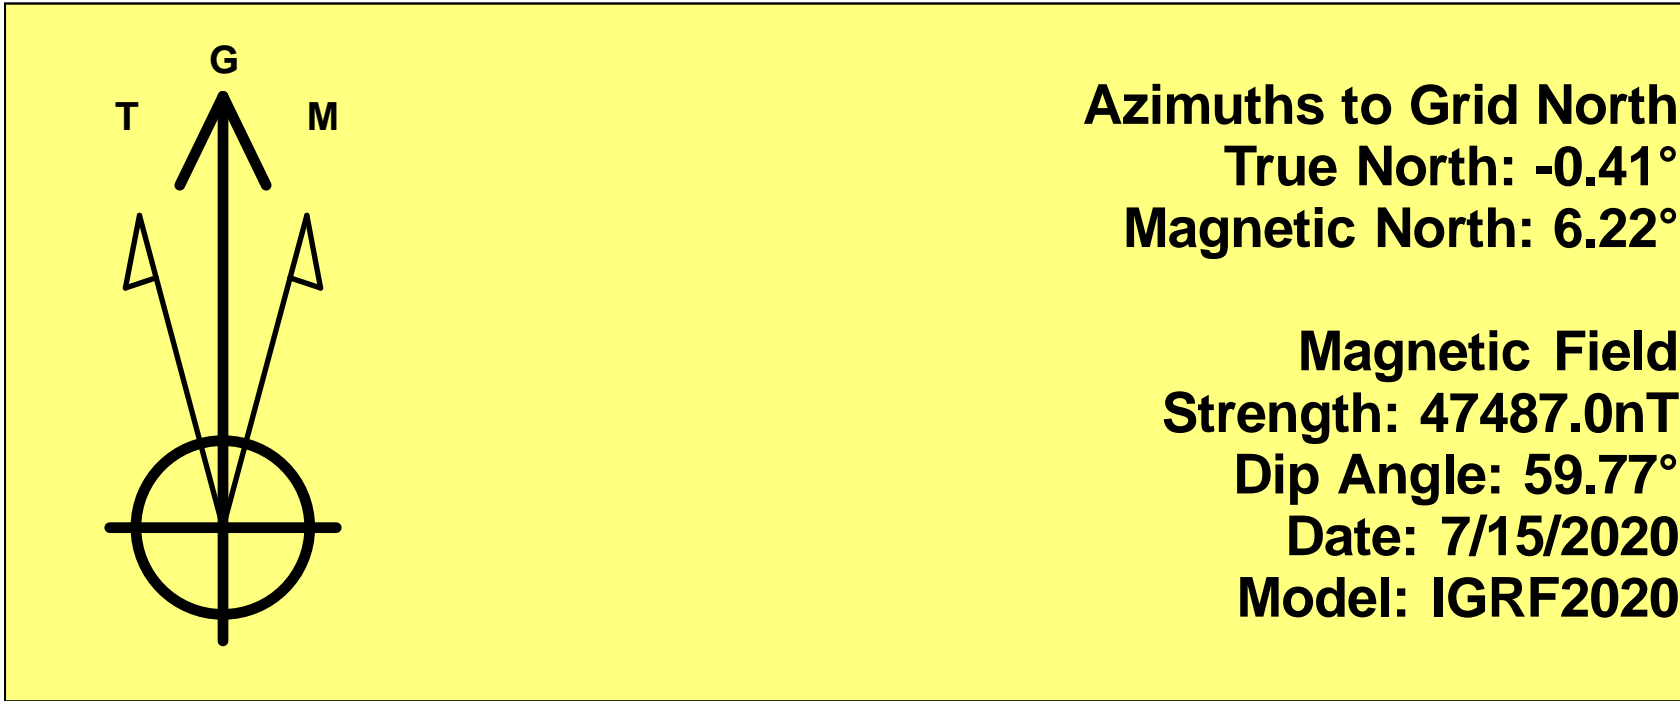 G
T
M
Azimuths to Grid North
True North: -0.41°
Magnetic North: 6.22°
Magnetic Field
Strength: 47487.0nT
Dip Angle: 59.77°
Date: 7/15/2020
Model: IGRF2020